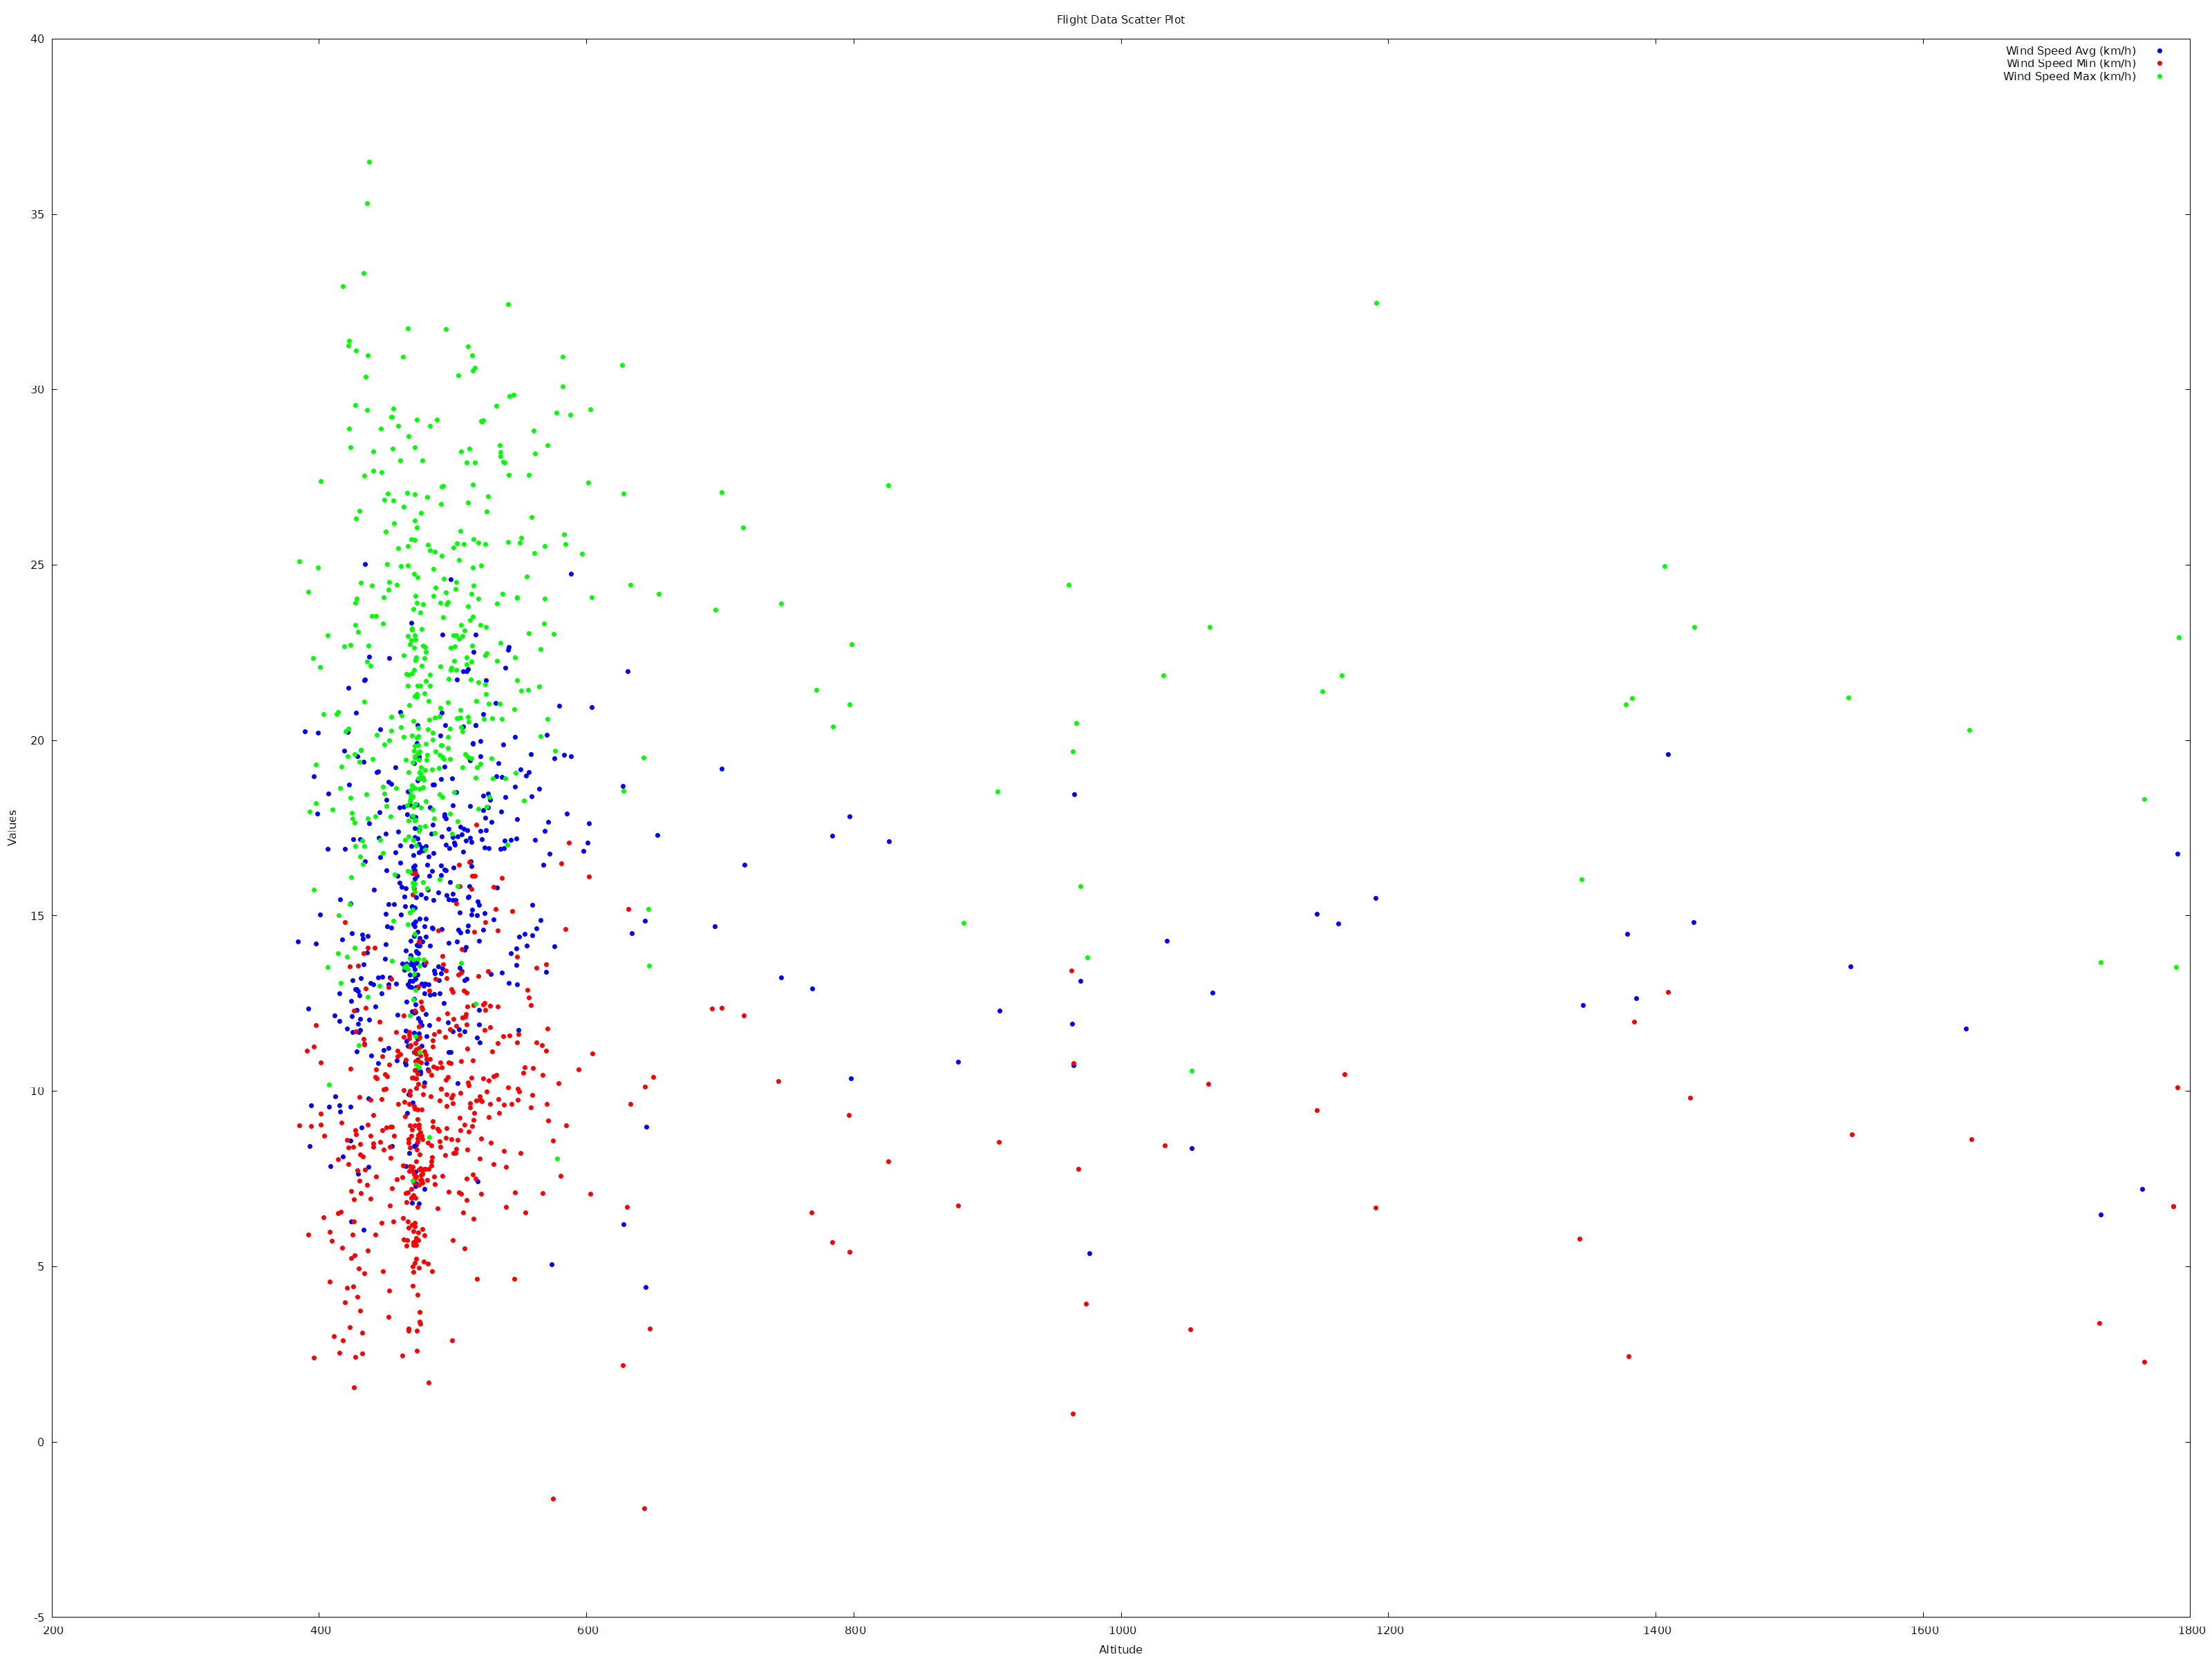 Flight Data Scatter Plot
40
35
30
25
20
15
10
5
0
-5
Values
Wind Speed Avg (km/h)
Wind Speed Min (km/h)
Wind Speed Max (km/h)
200 400 600 800 1000 1200 1400 1600 1800
Altitude